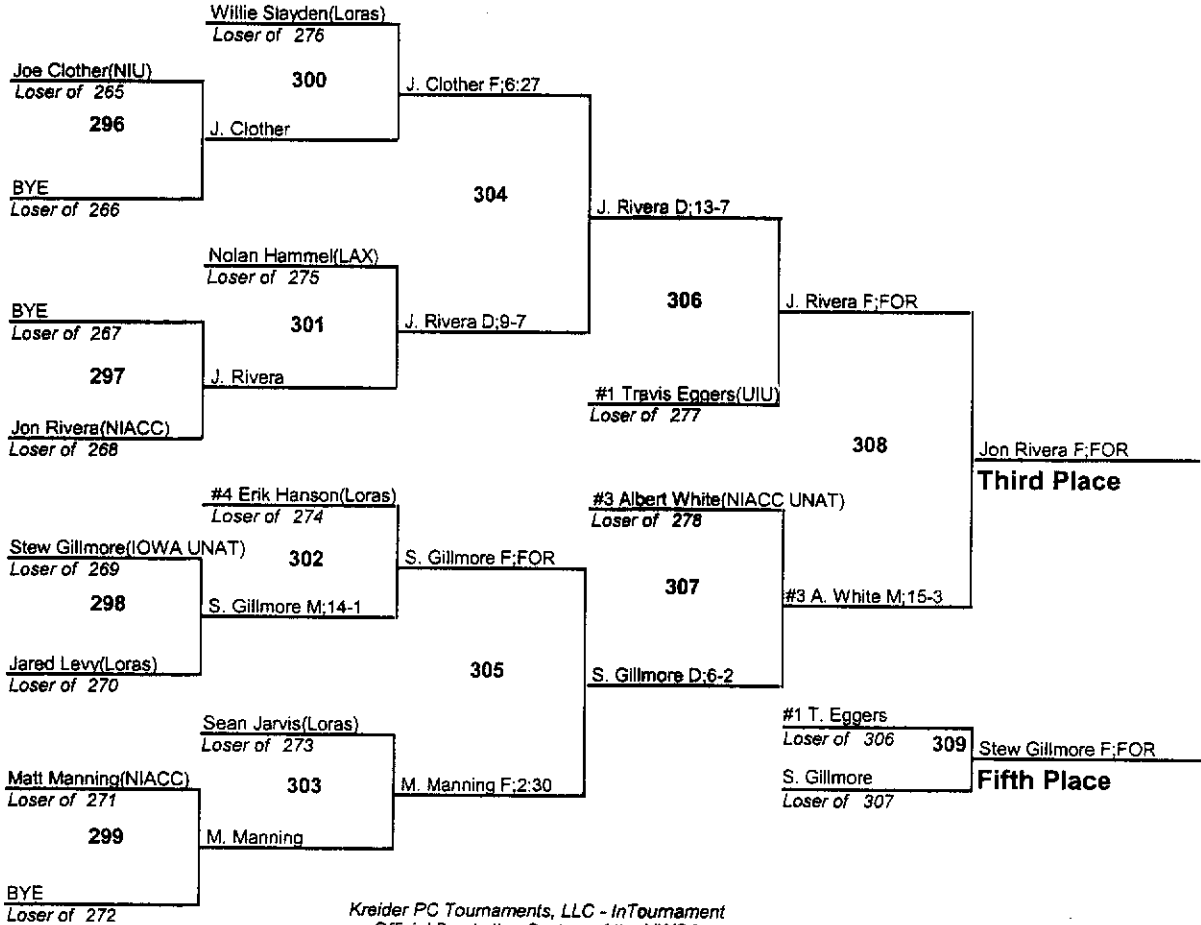 Willie Slayden(Loras)
Loser of 276
Joe Clother(NIU)
Loser of 265
300
J. Clother F;6:27
296
J. Clother
BYE
Loser of 266
304
J. Rivera D;13-7
Nolan Hammel(LAX)
Loser of 275
BYE
Loser of 267
301
J. Rivera D;9-7
306
J. Rivera F;FOR
297
J. Rivera
#1 Travis Eggers(UIU)
Loser of 277
Jon Rivera(NIACC)
Loser of 268
308
Jon Rivera F;FOR
Third Place
#4 Erik Hanson(Loras)
Loser of 274
#3 Albert White(NIACC UNAT)
Loser of 278
Stew Gillmore(IOWA UNAT)
Loser of 269
302
S. Gillmore F;FOR
307
298
S. Gillmore M;14-1
#3 A. White M;15-3
Jared Levy(Loras)
Loser of 270
305
S. Gillmore D;6-2
Sean Jarvis(Loras)
Loser of 273
#1 T. Eggers
Loser of 306
309
Stew Gillmore F;FOR
Fifth Place
Matt Manning(NIACC)
Loser of 271
303
M. Manning F;2:30
S. Gillmore
Loser of 307
299
M. Manning
BYE
Loser of 272
Kreider PC Tournaments, LLC - InTournament